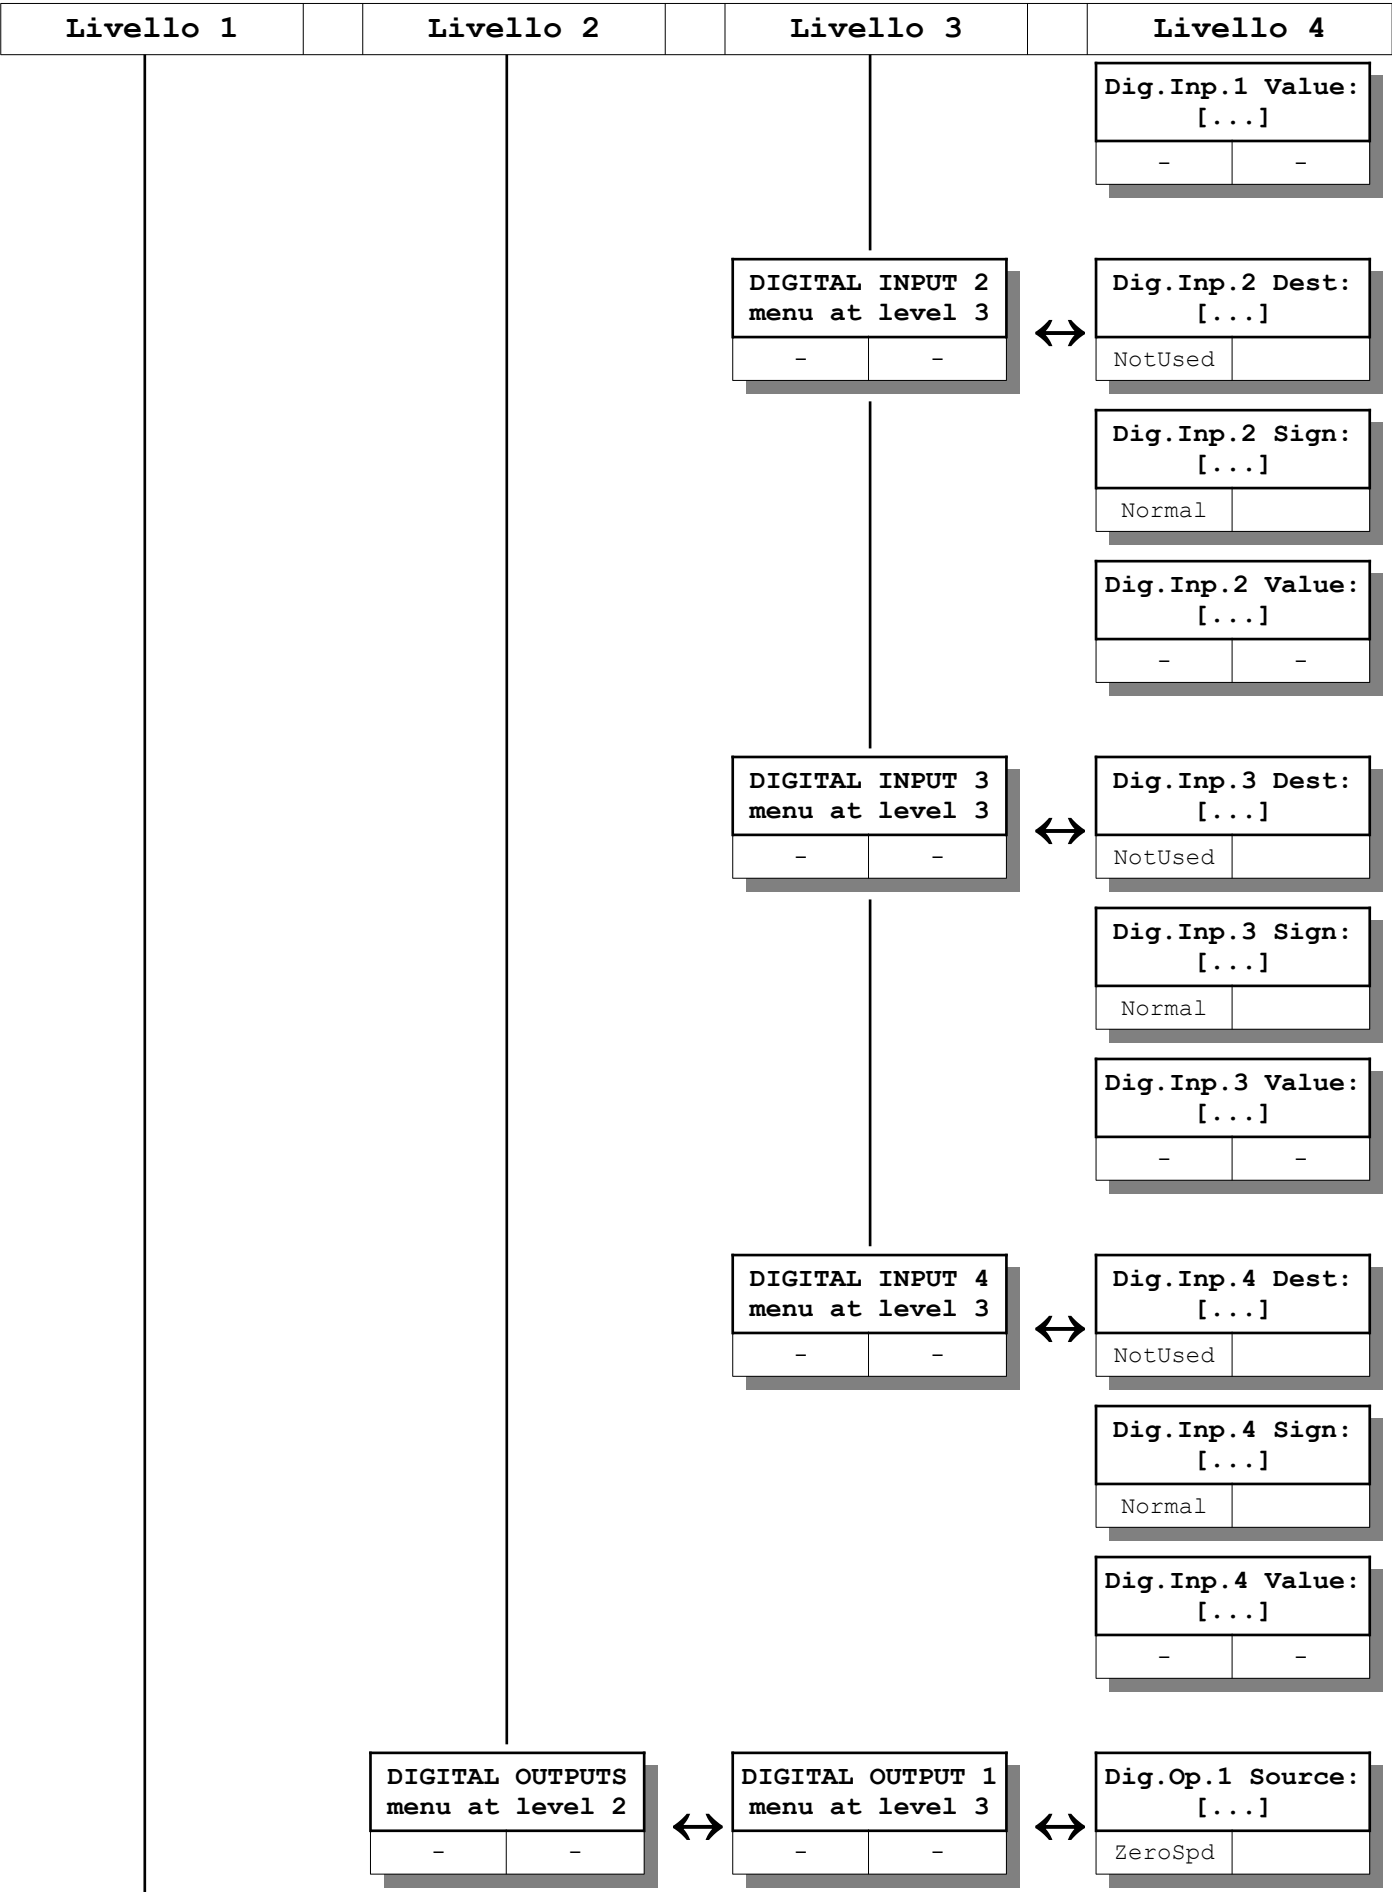 Livello 1 Livello 2 Livello 3 Livello 4
Dig.Inp.1 Value:
[...]
- -
DIGITAL INPUT 2
menu at level 3
- -
Dig.Inp.2 Dest:
[...]
NotUsed
Dig.Inp.2 Sign:
[...]
Normal
Dig.Inp.2 Value:
[...]
- -
DIGITAL INPUT 3
menu at level 3
- -
Dig.Inp.3 Dest:
[...]
NotUsed
Dig.Inp.3 Sign:
[...]
Normal
Dig.Inp.3 Value:
[...]
- -
DIGITAL INPUT 4
menu at level 3
- -
Dig.Inp.4 Dest:
[...]
NotUsed
Dig.Inp.4 Sign:
[...]
Normal
Dig.Inp.4 Value:
[...]
- -
DIGITAL OUTPUTS
menu at level 2
- -
DIGITAL OUTPUT 1
menu at level 3
- -
Dig.Op.1 Source:
[...]
ZeroSpd